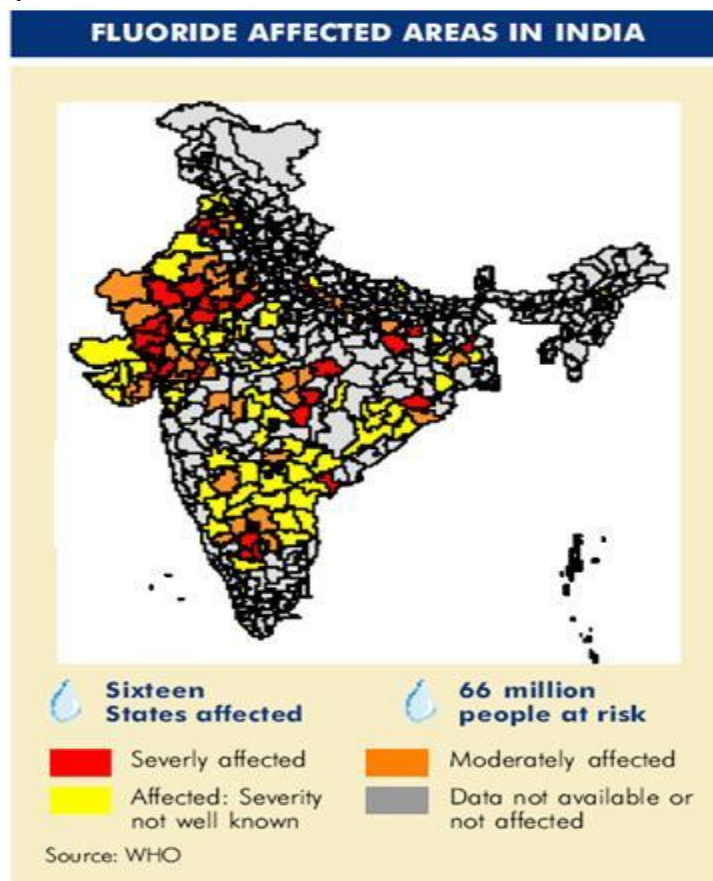 FLUORIDE AFFECTED AREAS IN INDIA
Sixteen
States affected
66 million
people at risk
Severly affected
Moderately affected
Affected: Severity
not well known
Data not available or
not affected
Source: WHO